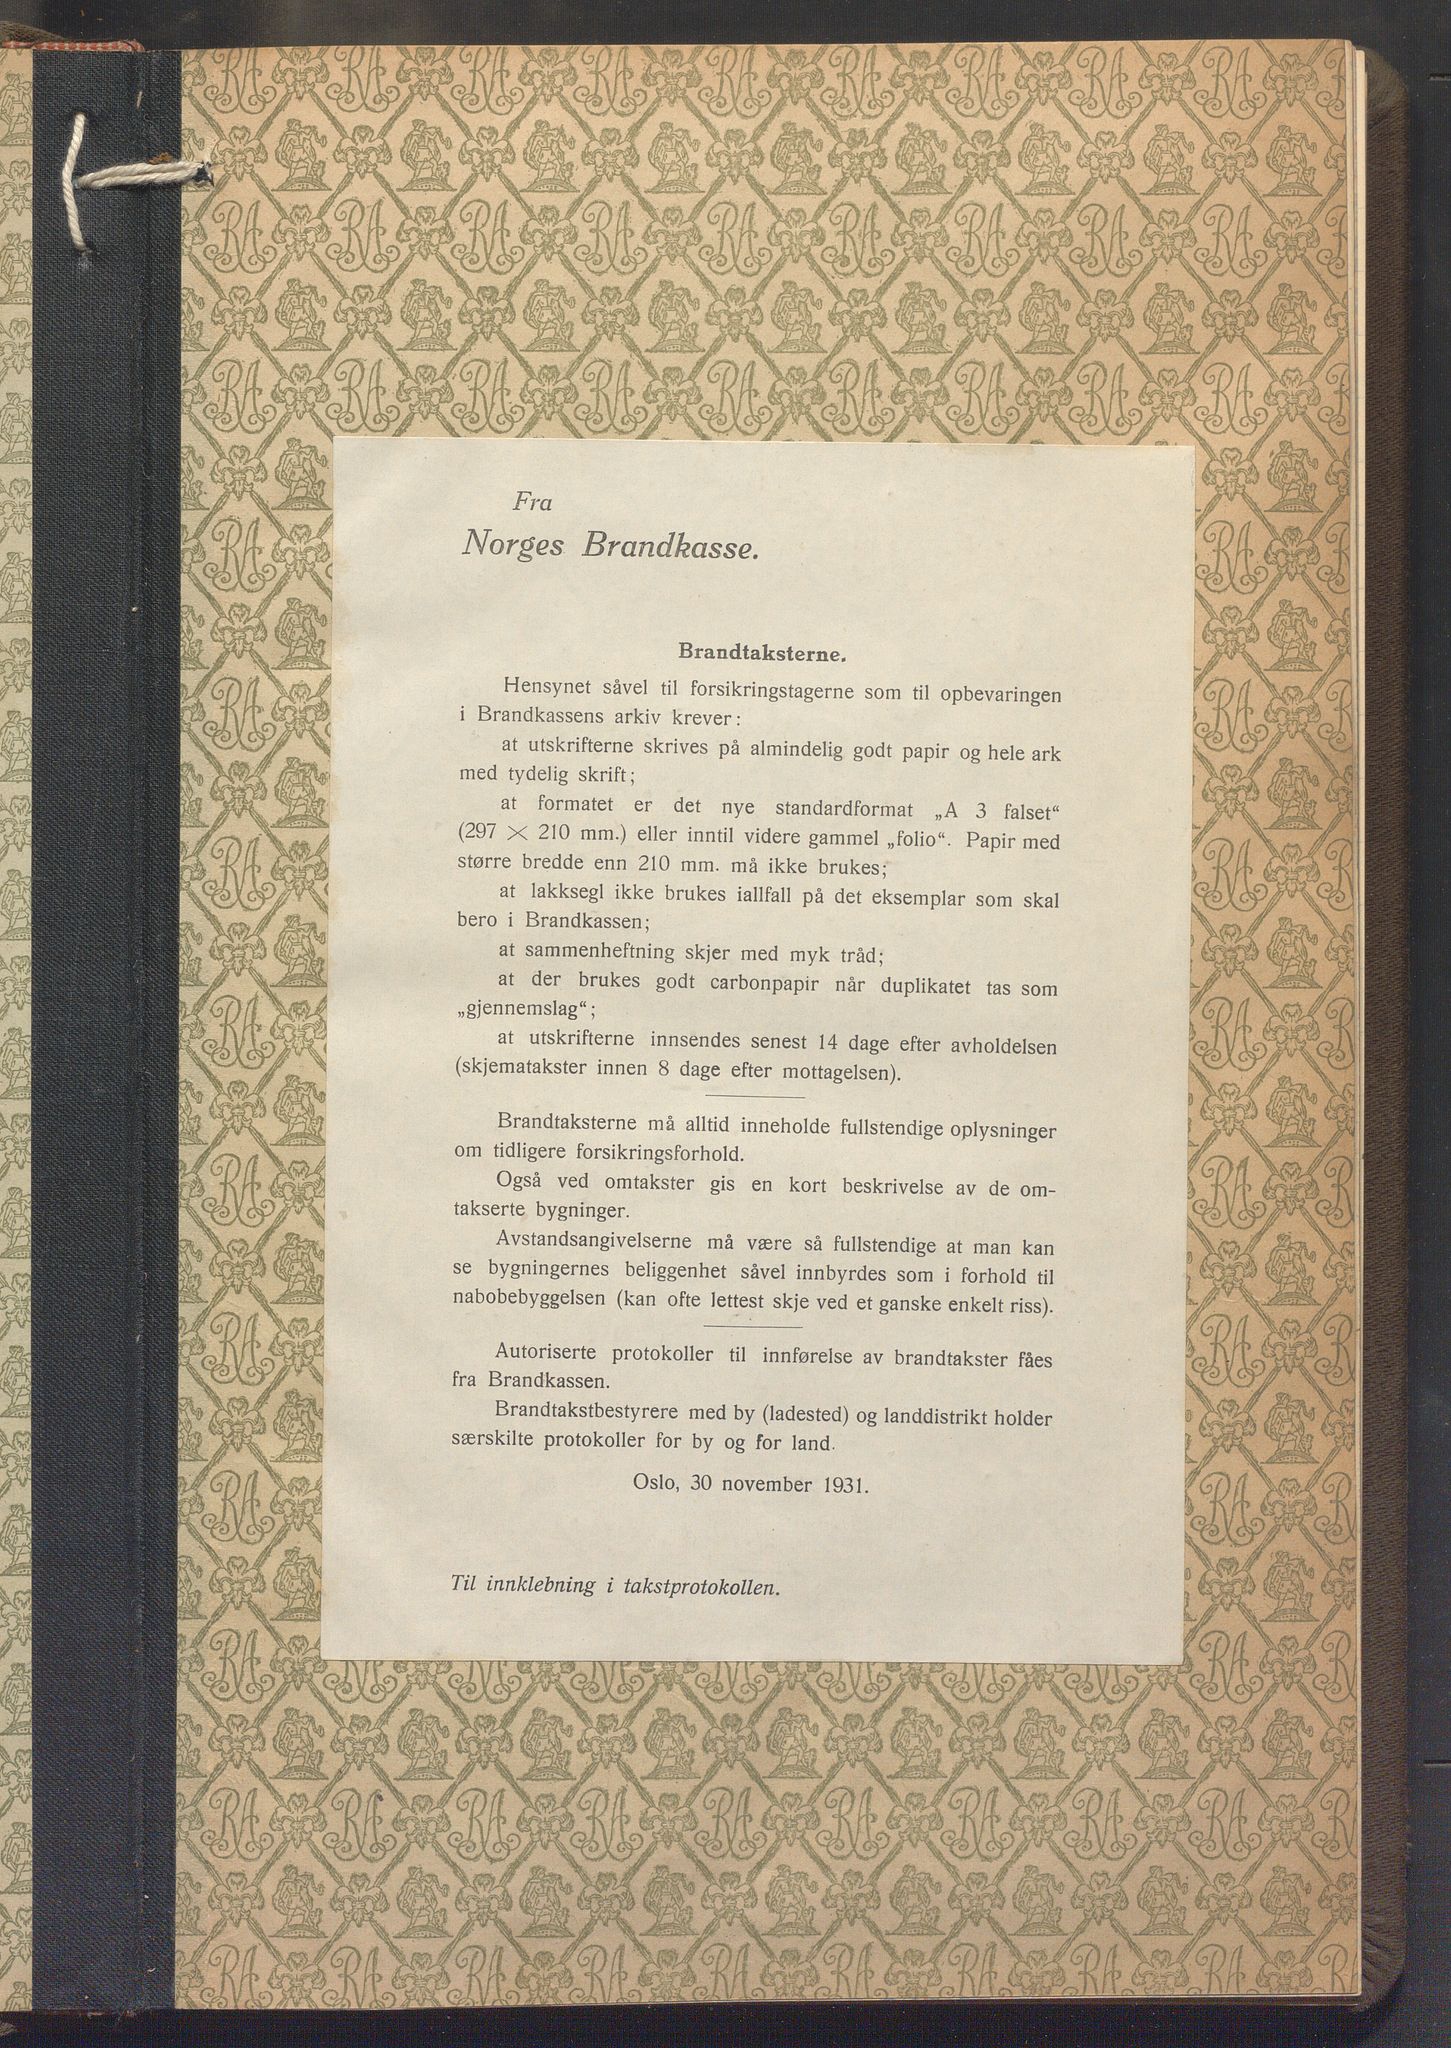 Fra
Norges Brandkasse.
Brandtaksterne.
Hensynet såvel til forsikringstagerne som til opbevaringen
i Brandkassens arkiv krever:
at utskrifterne skrives på almindelig godt papir og hele ark
med tydelig skrift;
at formatet er det nye standardformat „A 3 falset“
(297 × 210 mm.) eller inntil videre gammel „folio“. Papir med
større bredde enn 210 mm. må ikke brukes;
at lakksegl ikke brukes iallfall på det eksemplar som skal
bero i Brandkassen;
at sammenheftning skjer med myk tråd;
at der brukes godt carbonpapir når duplikatet tas som
„gjennemslag“;
at utskrifterne innsendes senest 14 dage efter avholdelsen
(skjematakster innen 8 dage efter mottagelsen).
Brandtaksterne må alltid inneholde fullstendige oplysninger
om tidligere forsikringsforhold.
Også ved omtakster gis en kort beskrivelse av de om-
takserte bygninger.
Avstandsangivelserne må være så fullstendige at man kan
se bygningernes beliggenhet såvel innbyrdes som i forhold til
nabobebyggelsen (kan ofte lettest skje ved et ganske enkelt riss).
Autoriserte protokoller til innførelse av brandtakster fåes
fra Brandkassen.
Brandtakstbestyrere med by (ladested) og landdistrikt holder
særskilte protokoller for by og for land.
Oslo, 30 november 1931.
Til innklebning i takstprotokollen.